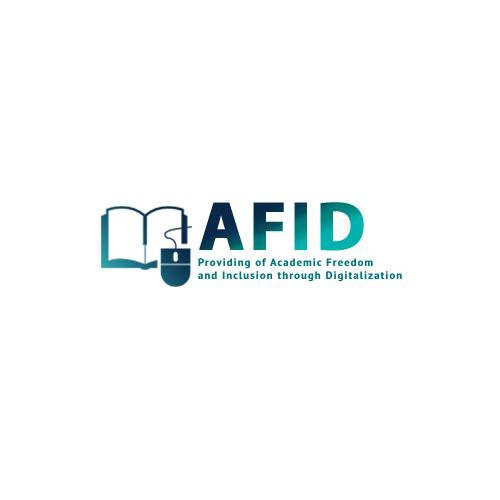 AFID
Providing of Academic Freedom
and Inclusion through Digitalization